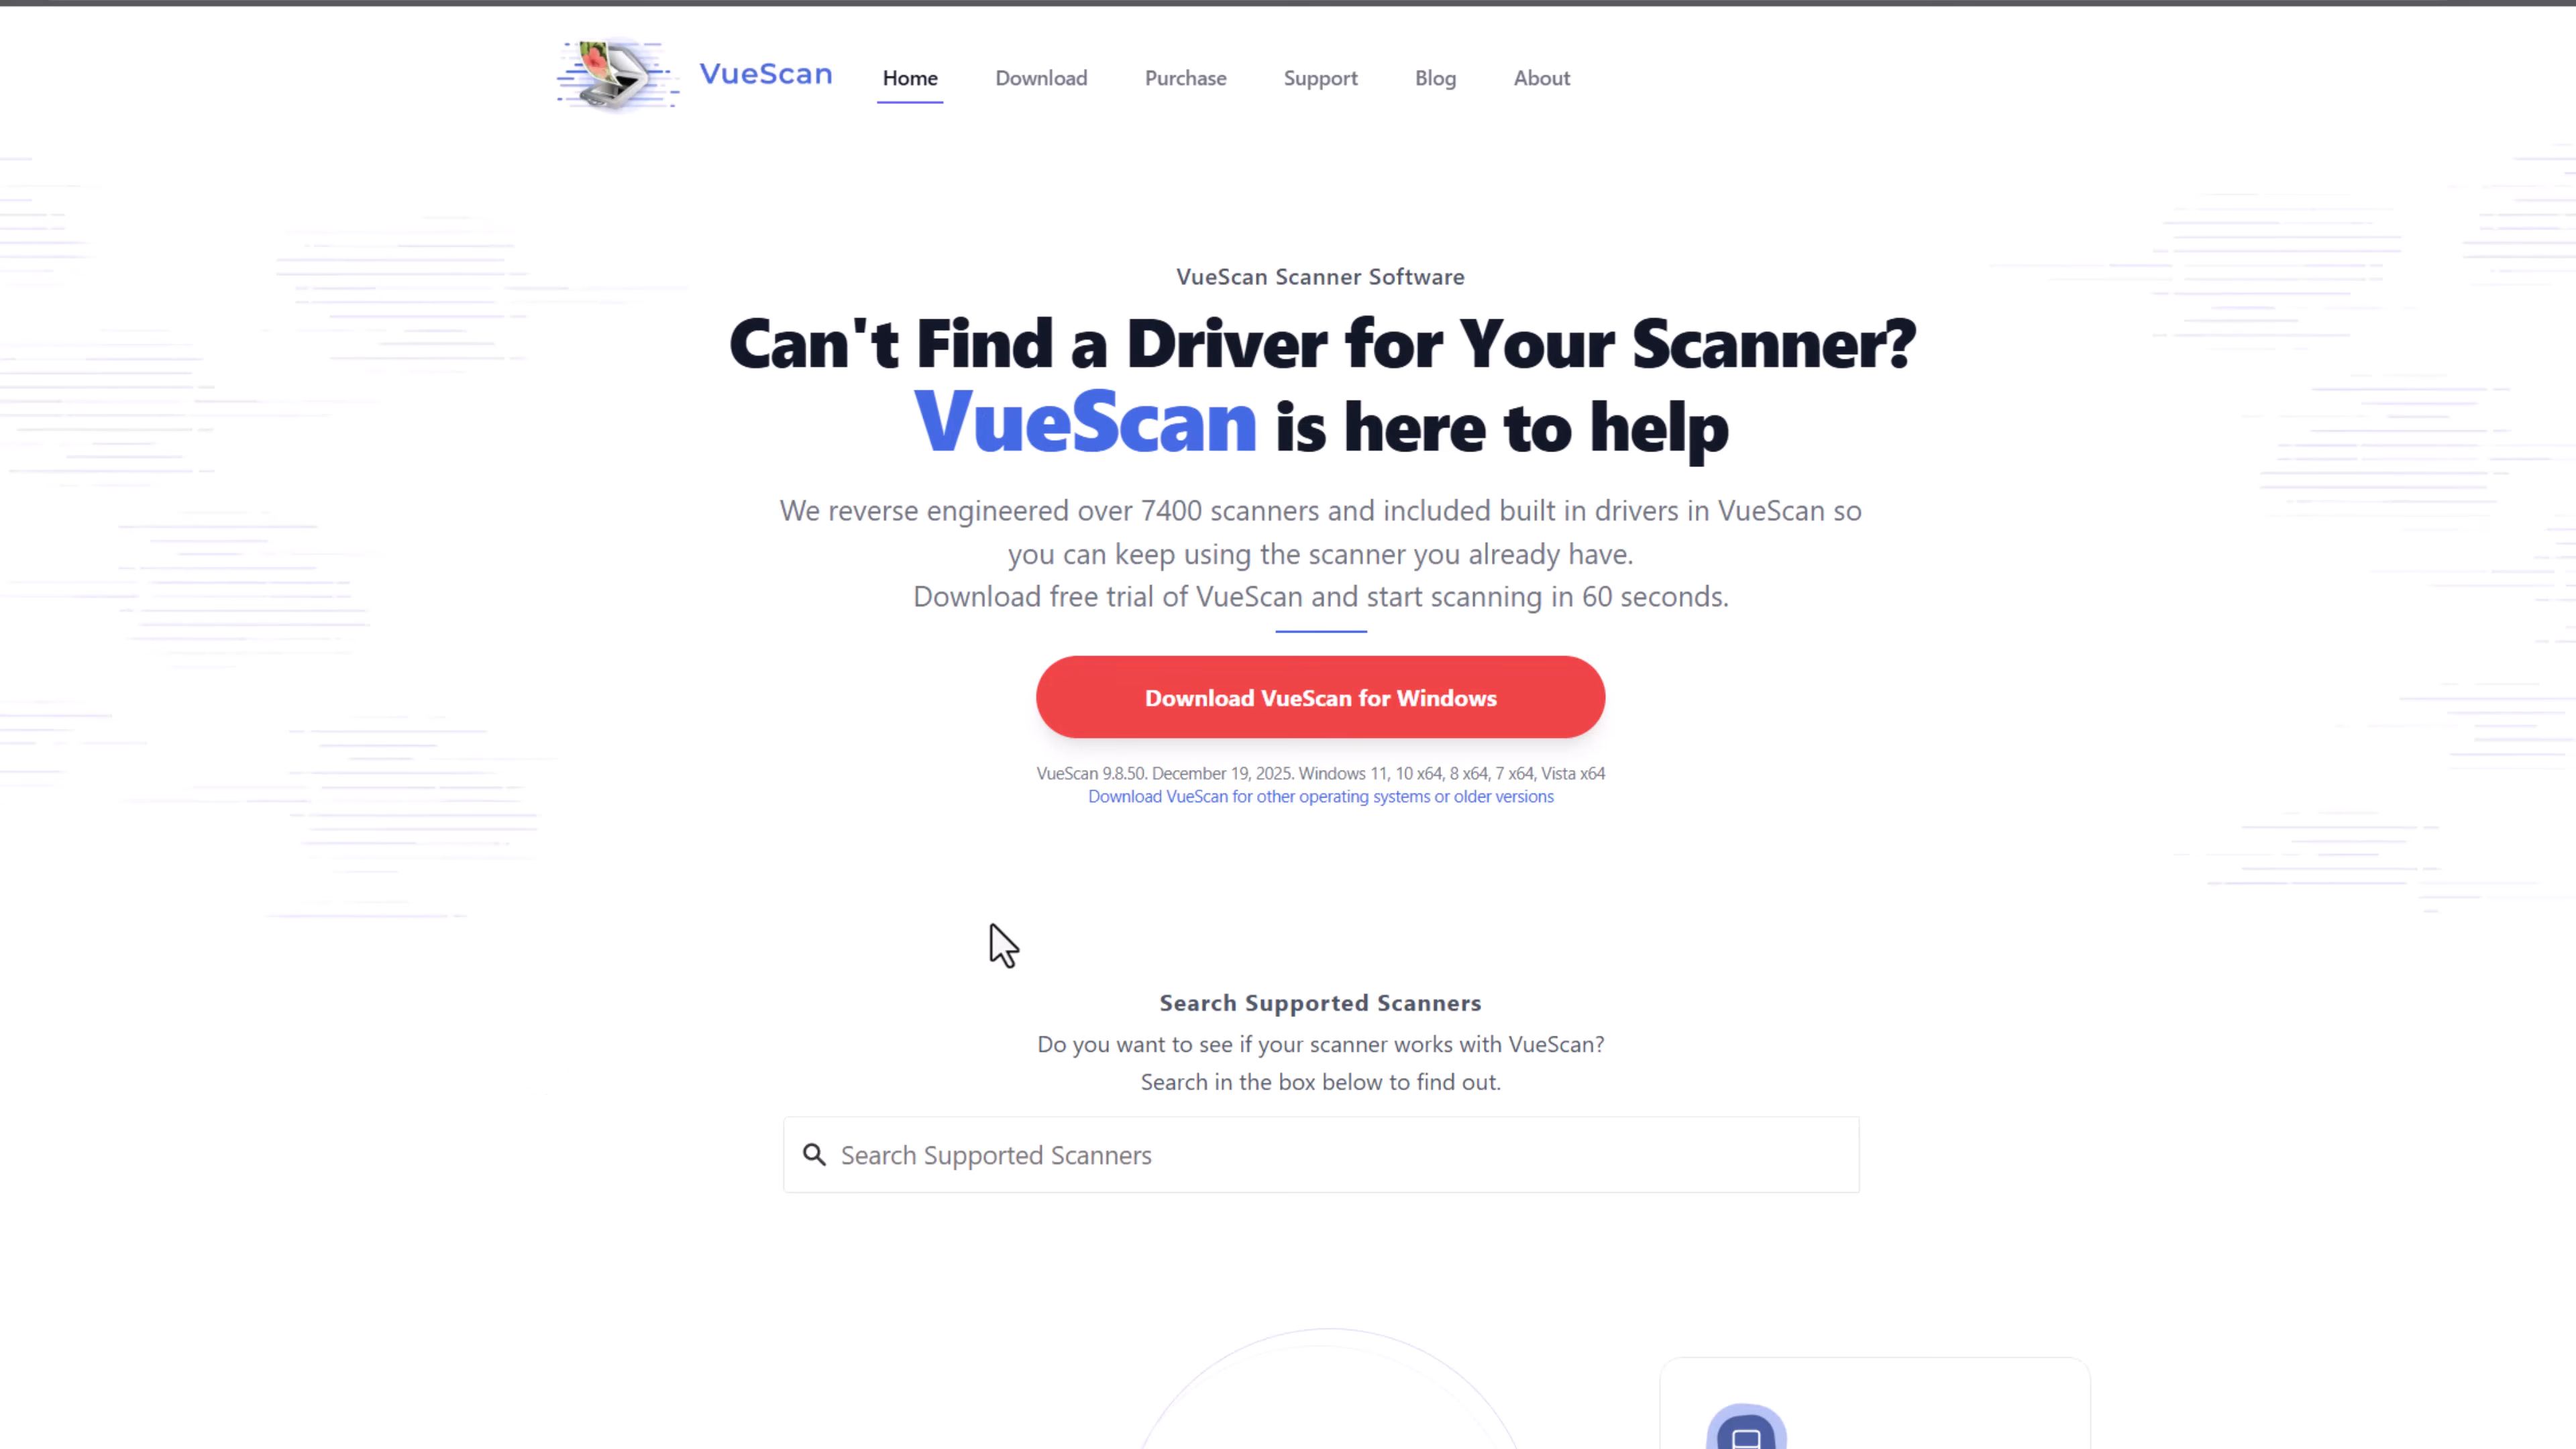 VueScan
Home
Download
Purchase
Support
Blog
About
VueScan Scanner Software
Can't Find a Driver for Your Scanner?
VueScan is here to help
We reverse engineered over 7400 scanners and included built in drivers in VueScan so
you can keep using the scanner you already have.
Download free trial of VueScan and start scanning in 60 seconds.
Download VueScan for Windows
VueScan 9.8.50. December 19, 2025. Windows 11, 10 x64, 8 x64, 7 x64, Vista x64
Download VueScan for other operating systems or older versions
Search Supported Scanners
Do you want to see if your scanner works with VueScan?
Search in the box below to find out.
Search Supported Scanners